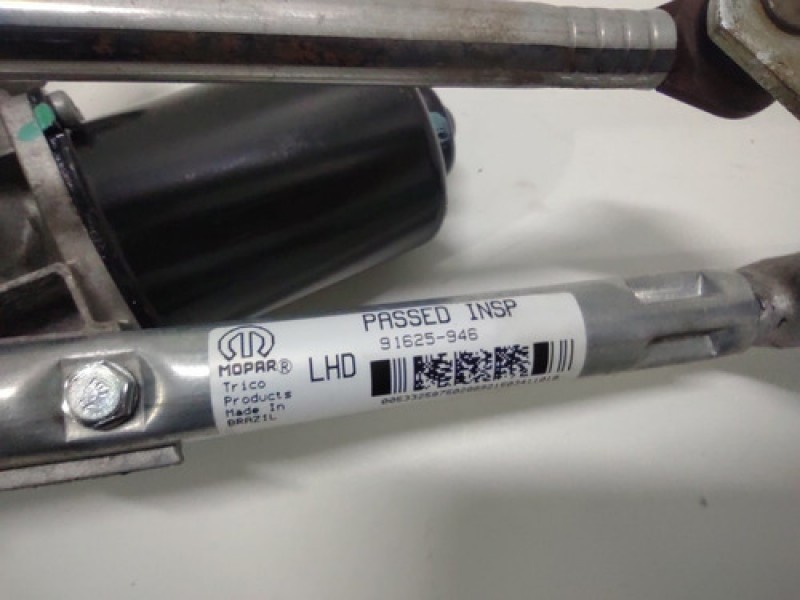 PASSED INSP
91625-946
MOPAR®
LHD
Trico
Products
Made In
BRAZIL